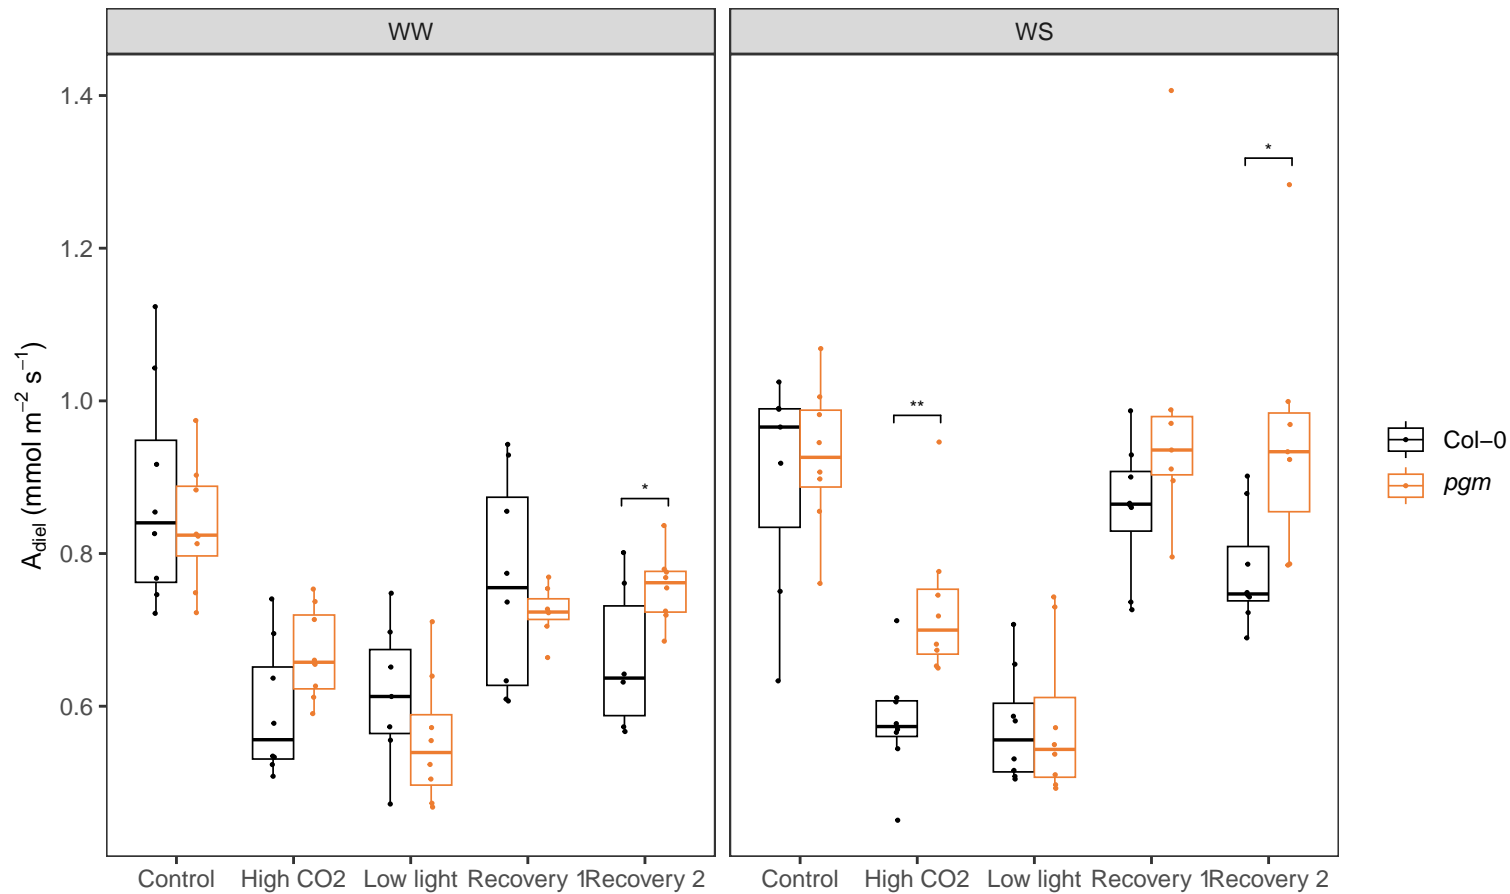 WW WS
1.4
1.2
1.0
0.8
0.6
A_diel (mmol m⁻² s⁻¹)
*
**
*
Control High CO2 Low light Recovery 1 Recovery 2
Control High CO2 Low light Recovery 1 Recovery 2
Col−0
pgm